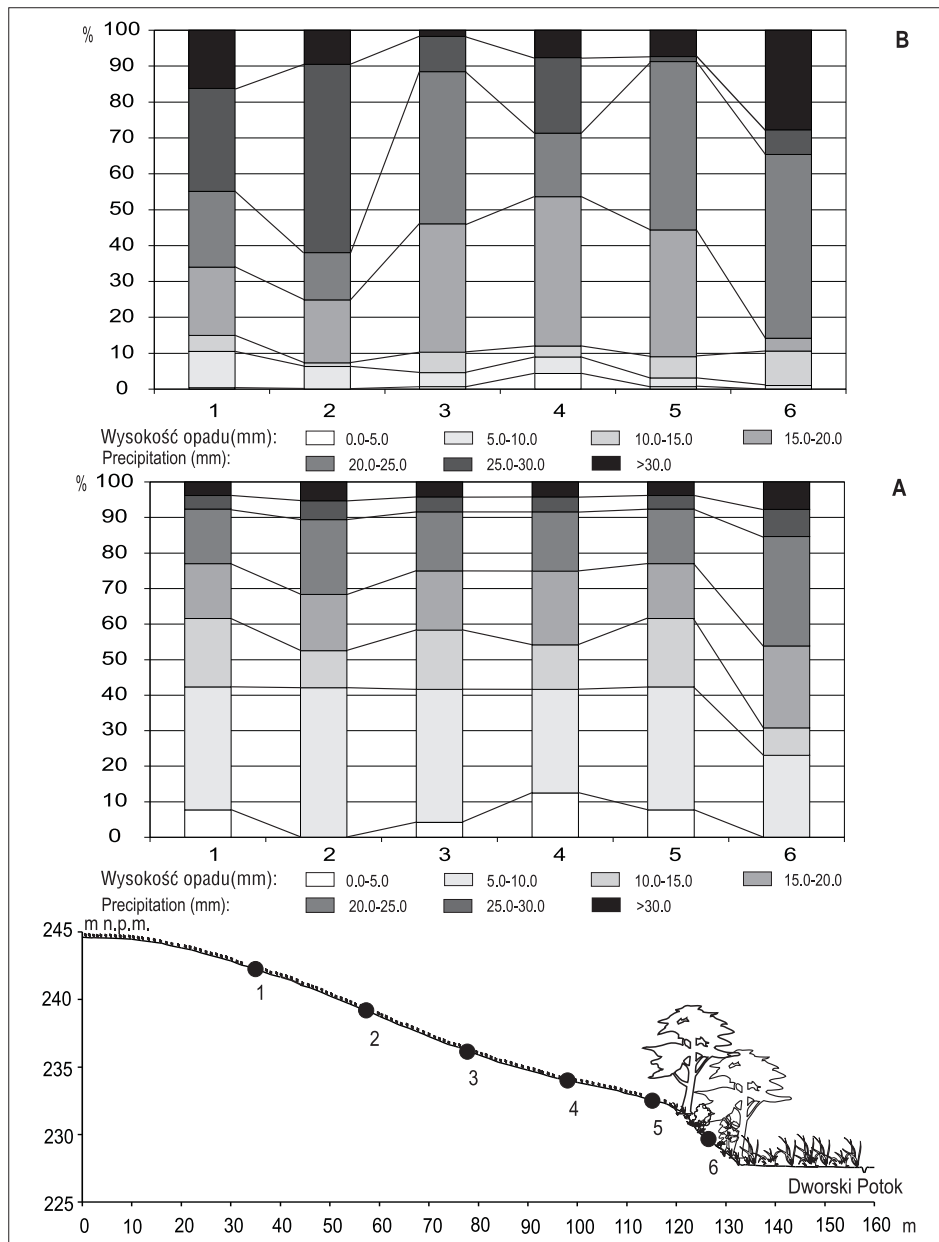 % B
100
90
80
70
60
50
40
30
20
10
0
1 2 3 4 5 6
Wysokość opadu(mm): 0.0-5.0 5.0-10.0 10.0-15.0 15.0-20.0
Precipitation (mm): 20.0-25.0 25.0-30.0 >30.0
% A
100
90
80
70
60
50
40
30
20
10
0
1 2 3 4 5 6
Wysokość opadu(mm): 0.0-5.0 5.0-10.0 10.0-15.0 15.0-20.0
Precipitation (mm): 20.0-25.0 25.0-30.0 >30.0
245 m n.p.m.
240
235
230
225
1
2
3
4
5
6
Dworski Potok
0 10 20 30 40 50 60 70 80 90 100 110 120 130 140 150 160 m